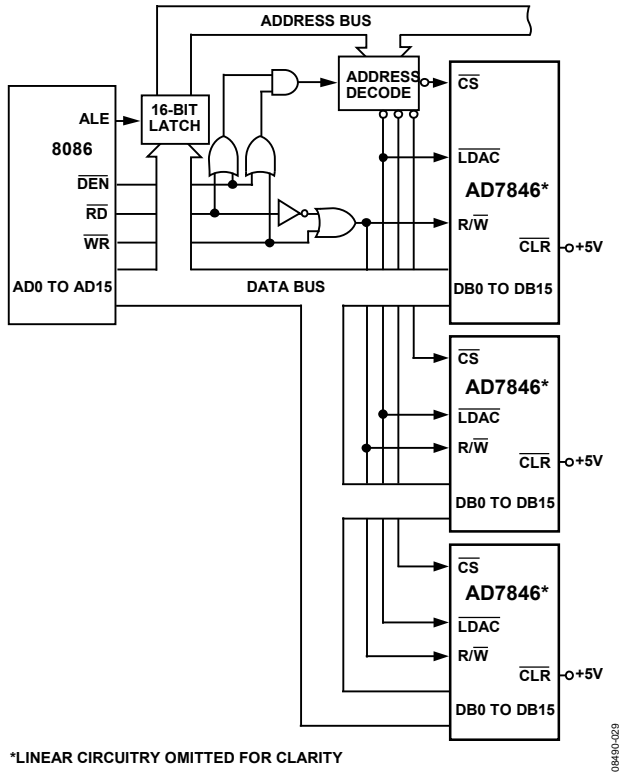 ADDRESS BUS
ADDRESS
DECODE
16-BIT
LATCH
ALE
8086
DEN
RD
WR
AD0 TO AD15
DATA BUS
CS
LDAC
AD7846*
R/W
CLR
+5V
DB0 TO DB15
CS
AD7846*
LDAC
R/W
CLR
+5V
DB0 TO DB15
CS
AD7846*
LDAC
R/W
CLR
+5V
DB0 TO DB15
*LINEAR CIRCUITRY OMITTED FOR CLARITY
08490-029